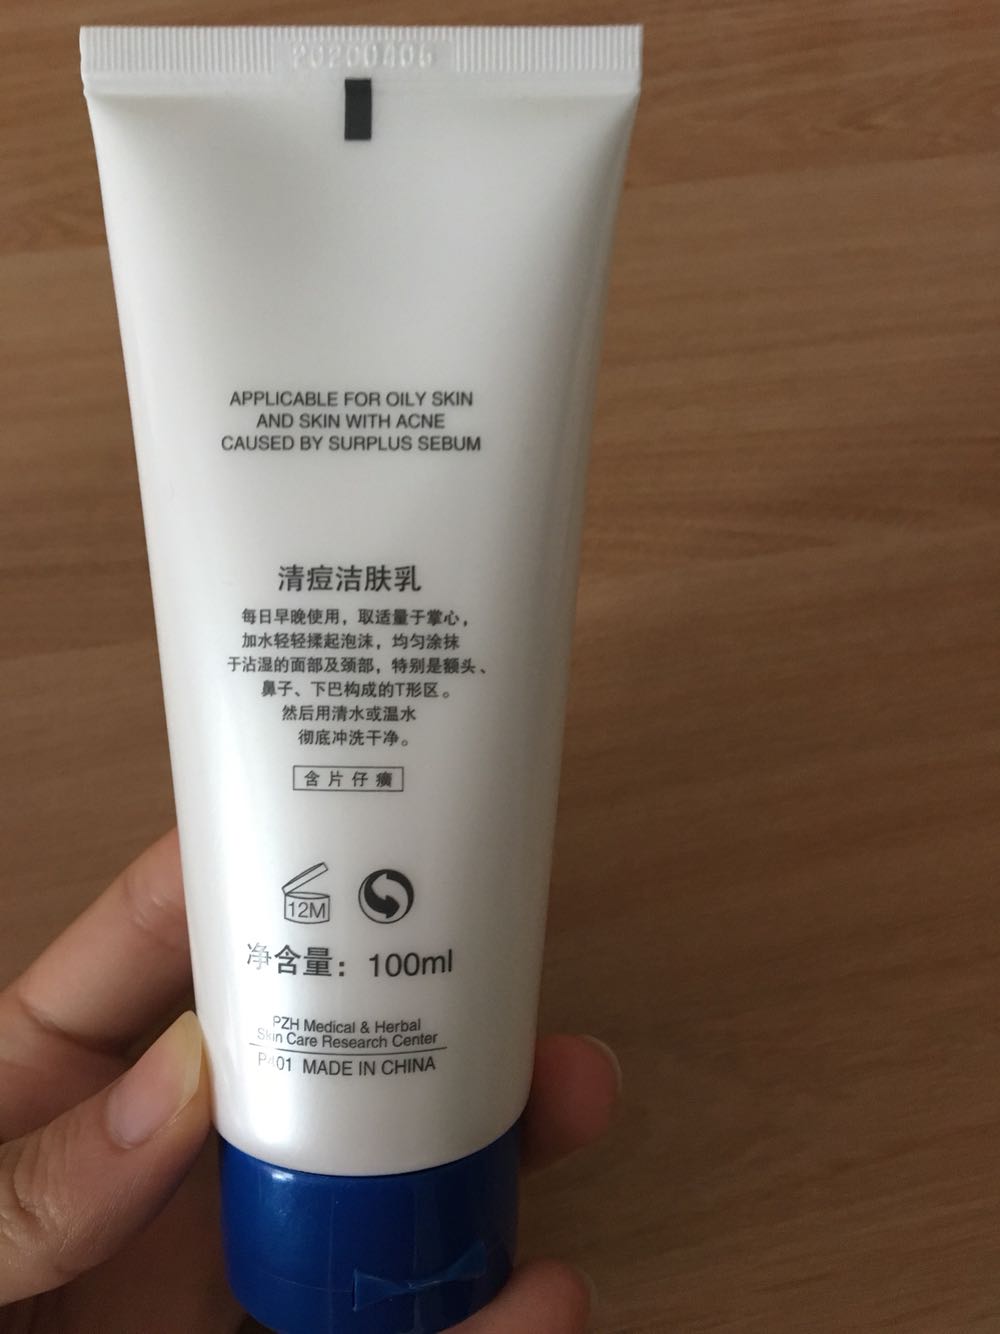 APPLICABLE FOR OILY SKIN
AND SKIN WITH ACNE
CAUSED BY SURPLUS SEBUM
清痘洁肤乳
每日早晚使用，取适量于掌心，
加水轻轻揉起泡沫，均匀涂抹
于沾湿的面部及颈部，特别是额头、
鼻子、下巴构成的T形区。
然后用清水或温水
彻底冲洗干净。
含片仔癀
12M
净含量：100ml
PZH Medical & Herbal
Skin Care Research Center
P401 MADE IN CHINA